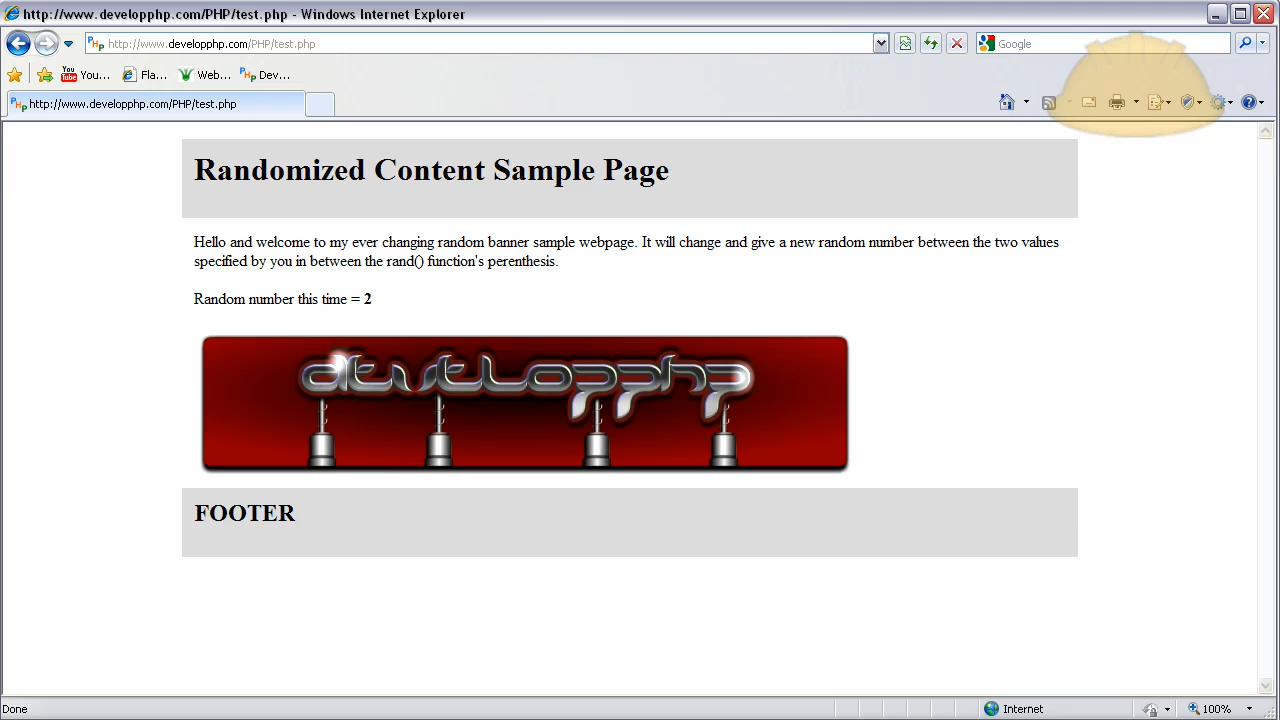 http://www.developphp.com/PHP/test.php - Windows Internet Explorer
http://www.developphp.com/PHP/test.php
Google
You...
Fla...
Web...
Dev...
http://www.developphp.com/PHP/test.php
Randomized Content Sample Page
Hello and welcome to my ever changing random banner sample webpage. It will change and give a new random number between the two values
specified by you in between the rand() function's perenthesis.
Random number this time = 2
developphp
FOOTER
Done
Internet
100%